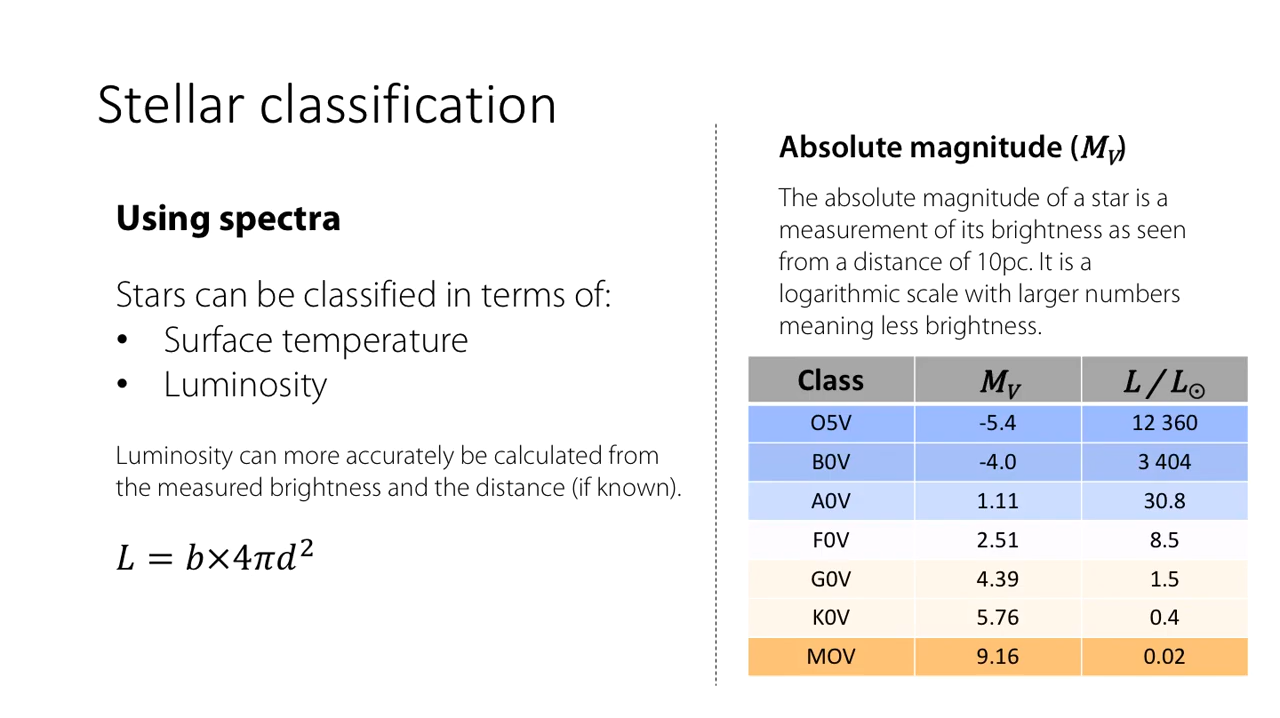 Stellar classification
Using spectra
Stars can be classified in terms of:
• Surface temperature
• Luminosity
Luminosity can more accurately be calculated from
the measured brightness and the distance (if known).
L = b×4πd²
Absolute magnitude (M_V)
The absolute magnitude of a star is a
measurement of its brightness as seen
from a distance of 10pc. It is a
logarithmic scale with larger numbers
meaning less brightness.
Class M_V L / L☉
O5V -5.4 12 360
B0V -4.0 3 404
A0V 1.11 30.8
F0V 2.51 8.5
G0V 4.39 1.5
K0V 5.76 0.4
MOV 9.16 0.02